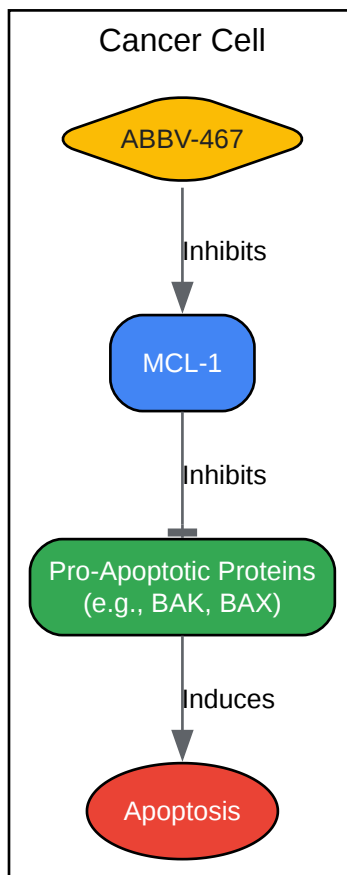 Cancer Cell
ABBV-467
Inhibits
MCL-1
Inhibits
Pro-Apoptotic Proteins
(e.g., BAK, BAX)
Induces
Apoptosis